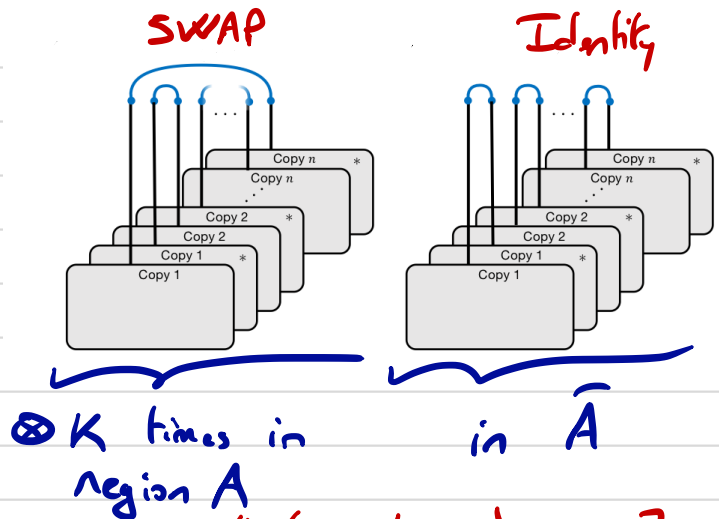 SWAP Identity
Copy n * Copy n *
Copy n Copy n
Copy 2 * Copy 2 *
Copy 2 Copy 2
Copy 1 * Copy 1 *
Copy 1 Copy 1
⊗ K times in in A̅
region A